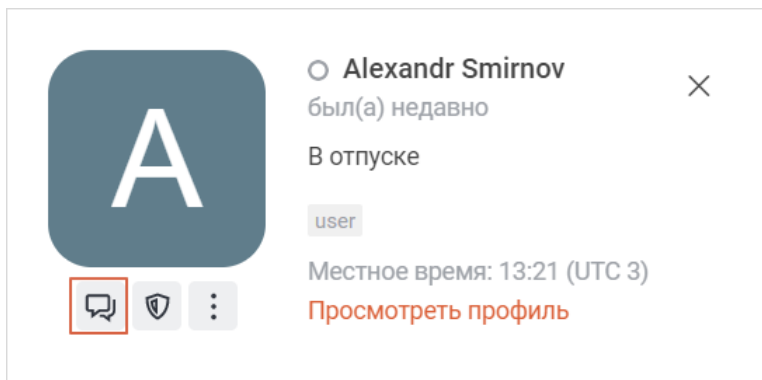 A
Alexandr Smirnov
был(а) недавно
В отпуске
user
Местное время: 13:21 (UTC 3)
Просмотреть профиль